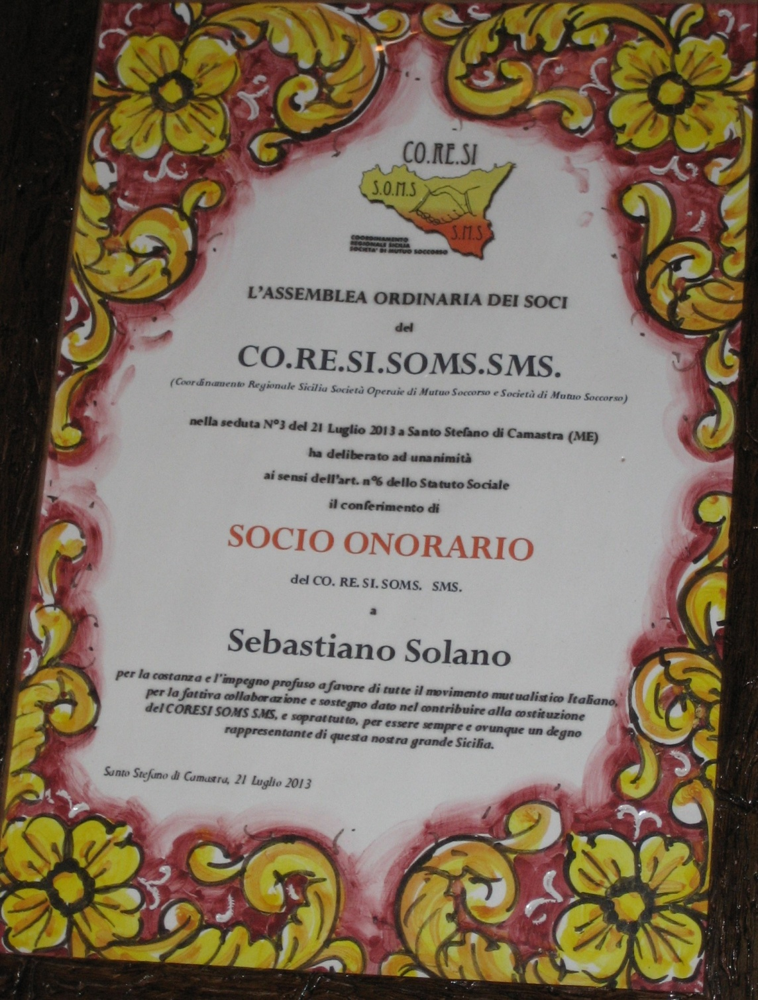 CO.RE.SI
S.O.M.S
S.M.S
COORDINAMENTO
REGIONALE SICILIA
SOCIETA' DI MUTUO SOCCORSO
L'ASSEMBLEA ORDINARIA DEI SOCI
del
CO.RE.SI.SOMS.SMS.
(Coordinamento Regionale Sicilia Società Operaie di Mutuo Soccorso e Società di Mutuo Soccorso)
nella seduta N°3 del 21 Luglio 2013 a Santo Stefano di Camastra (ME)
ha deliberato ad unanimità
ai sensi dell'art. n°6 dello Statuto Sociale
il conferimento di
SOCIO ONORARIO
del CO. RE. SI. SOMS. SMS.
a
Sebastiano Solano
per la costanza e l'impegno profuso a favore di tutte il movimento mutualistico Italiano,
per la fattiva collaborazione e sostegno dato nel contribuire alla costituzione
del CORESI SOMS SMS, e soprattutto, per essere sempre e ovunque un degno
rappresentante di questa nostra grande Sicilia.
Santo Stefano di Camastra, 21 Luglio 2013